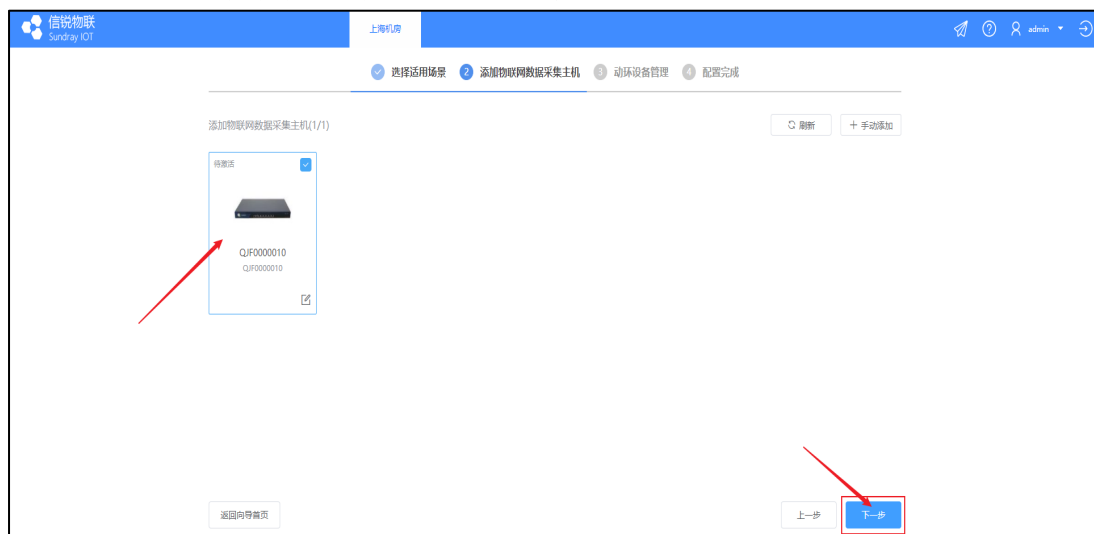 信锐物联
Sundray IOT
上海机房
admin
选择适用场景 2 添加物联网数据采集主机 3 动环设备管理 4 配置完成
添加物联网数据采集主机(1/1)
刷新
手动添加
待激活
QJF0000010
QJF0000010
返回向导首页
上一步
下一步